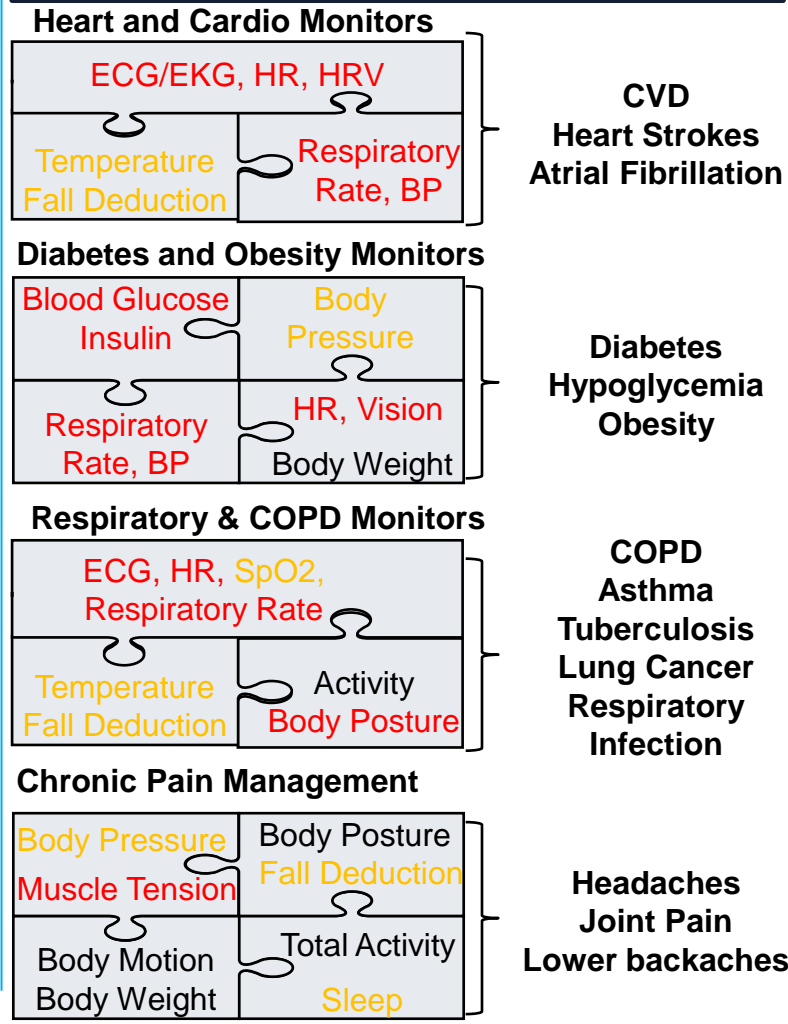 Heart and Cardio Monitors
ECG/EKG, HR, HRV
Temperature
Fall Deduction
Respiratory
Rate, BP
CVD
Heart Strokes
Atrial Fibrillation
Diabetes and Obesity Monitors
Blood Glucose
Insulin
Body
Pressure
Respiratory
Rate, BP
HR, Vision
Body Weight
Diabetes
Hypoglycemia
Obesity
Respiratory & COPD Monitors
ECG, HR, SpO2,
Respiratory Rate
Temperature
Fall Deduction
Activity
Body Posture
COPD
Asthma
Tuberculosis
Lung Cancer
Respiratory
Infection
Chronic Pain Management
Body Pressure
Muscle Tension
Body Posture
Fall Deduction
Body Motion
Body Weight
Total Activity
Sleep
Headaches
Joint Pain
Lower backaches